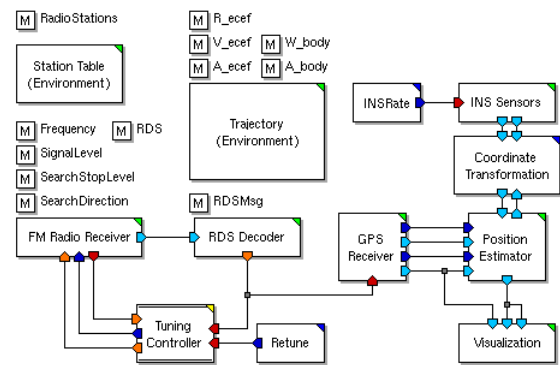 M RadioStations
M R_ecef
M V_ecef M W_body
M A_ecef M A_body
Station Table
(Environment)
Trajectory
(Environment)
INSRate
INS Sensors
M Frequency M RDS
M SignalLevel
M SearchStopLevel
M SearchDirection
M RDSMsg
Coordinate
Transformation
FM Radio Receiver
RDS Decoder
GPS
Receiver
Position
Estimator
Tuning
Controller
Retune
Visualization